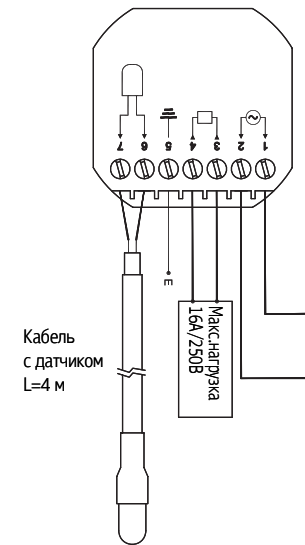 7 6 5 4 3 2 1
E
Макс.нагрузка
16А/250В
Кабель
с датчиком
L=4 м